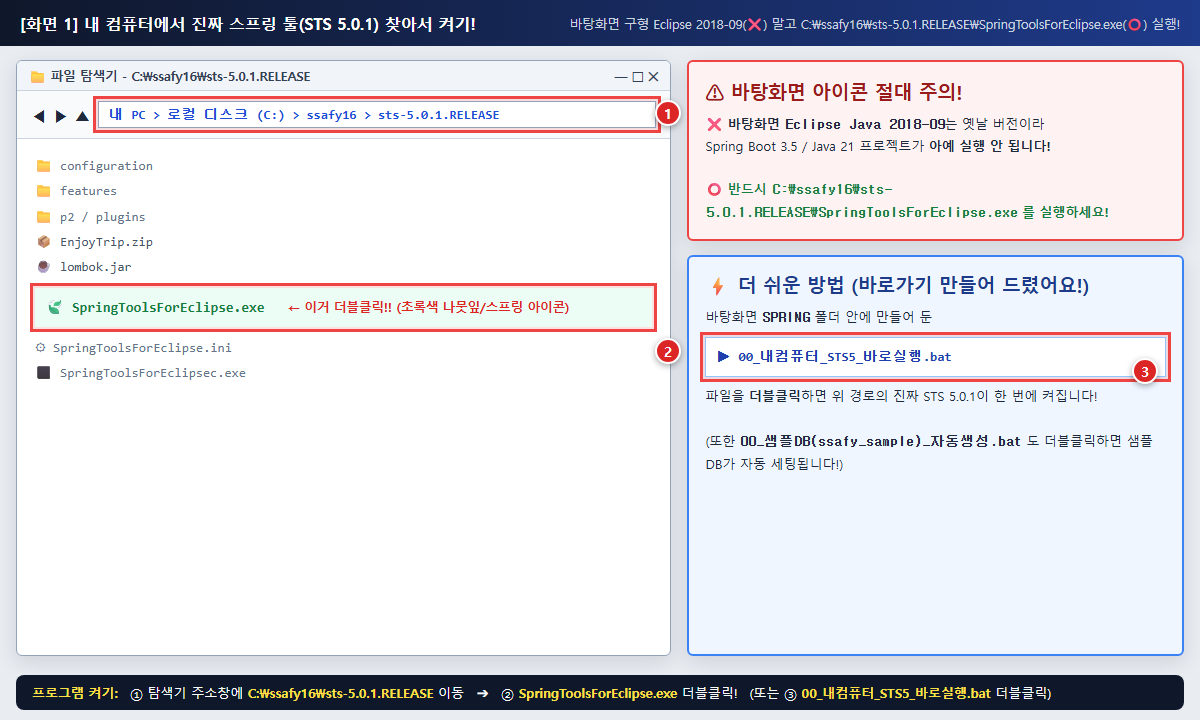 [화면 1] 내 컴퓨터에서 진짜 스프링 툴(STS 5.0.1) 찾아서 켜기!
바탕화면 구형 Eclipse 2018-09(❌) 말고 C:₩ssafy16₩sts-5.0.1.RELEASE₩SpringToolsForEclipse.exe(⭕) 실행!
파일 탐색기 - C:₩ssafy16₩sts-5.0.1.RELEASE
◀ ▶ ▲ 내 PC > 로컬 디스크 (C:) > ssafy16 > sts-5.0.1.RELEASE
1
configuration
features
p2 / plugins
EnjoyTrip.zip
lombok.jar
SpringToolsForEclipse.exe ← 이거 더블클릭!! (초록색 나뭇잎/스프링 아이콘)
2
SpringToolsForEclipse.ini
SpringToolsForEclipsec.exe
⚠ 바탕화면 아이콘 절대 주의!
❌ 바탕화면 Eclipse Java 2018-09는 옛날 버전이라
Spring Boot 3.5 / Java 21 프로젝트가 아예 실행 안 됩니다!
⭕ 반드시 C:₩ssafy16₩sts-
5.0.1.RELEASE₩SpringToolsForEclipse.exe 를 실행하세요!
⚡ 더 쉬운 방법 (바로가기 만들어 드렸어요!)
바탕화면 SPRING 폴더 안에 만들어 둔
▶ 00_내컴퓨터_STS5_바로실행.bat
3
파일을 더블클릭하면 위 경로의 진짜 STS 5.0.1이 한 번에 켜집니다!
(또한 00_샘플DB(ssafy_sample)_자동생성.bat 도 더블클릭하면 샘플
DB가 자동 세팅됩니다!)
프로그램 켜기: ① 탐색기 주소창에 C:₩ssafy16₩sts-5.0.1.RELEASE 이동 ➔ ② SpringToolsForEclipse.exe 더블클릭! (또는 ③ 00_내컴퓨터_STS5_바로실행.bat 더블클릭)